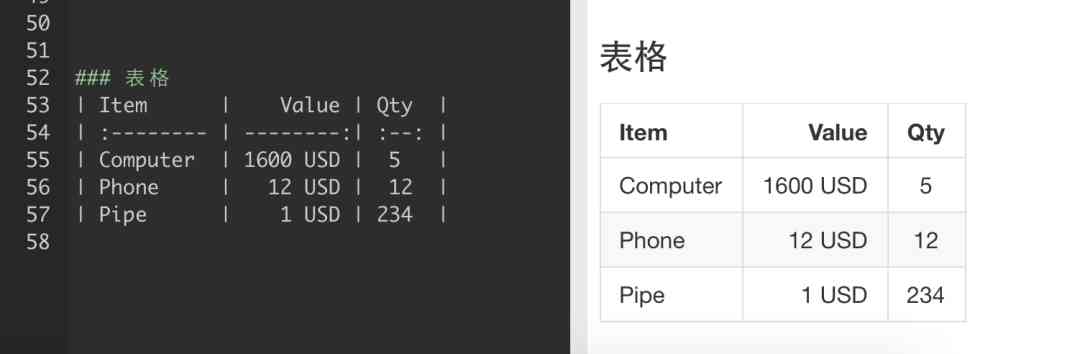 50
51
52 ### 表格
53 | Item      |    Value | Qty  |
54 | :-------- | --------:| :--: |
55 | Computer  | 1600 USD |  5   |
56 | Phone     |   12 USD |  12  |
57 | Pipe      |    1 USD | 234  |
58
表格
Item Value Qty
Computer 1600 USD 5
Phone 12 USD 12
Pipe 1 USD 234